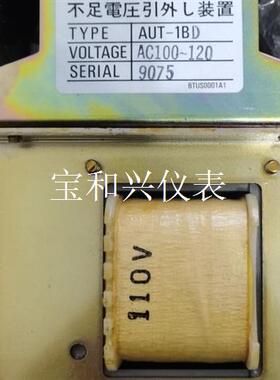 不足電圧引外し装置
TYPE AUT-1BD
VOLTAGE AC100~120
SERIAL 9075
BTUS0001A1
宝和兴仪表
110V